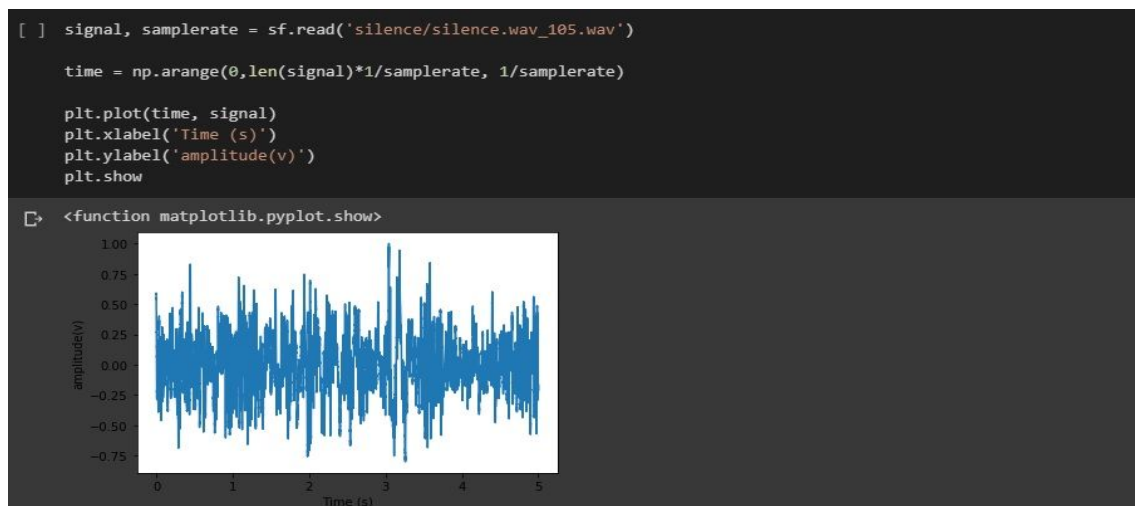 [ ] signal, samplerate = sf.read('silence/silence.wav_105.wav')
time = np.arange(0,len(signal)*1/samplerate, 1/samplerate)
plt.plot(time, signal)
plt.xlabel('Time (s)')
plt.ylabel('amplitude(v)')
plt.show
<function matplotlib.pyplot.show>
1.00
0.75
0.50
0.25
0.00
−0.25
−0.50
−0.75
amplitude(v)
0 1 2 3 4 5
Time (s)